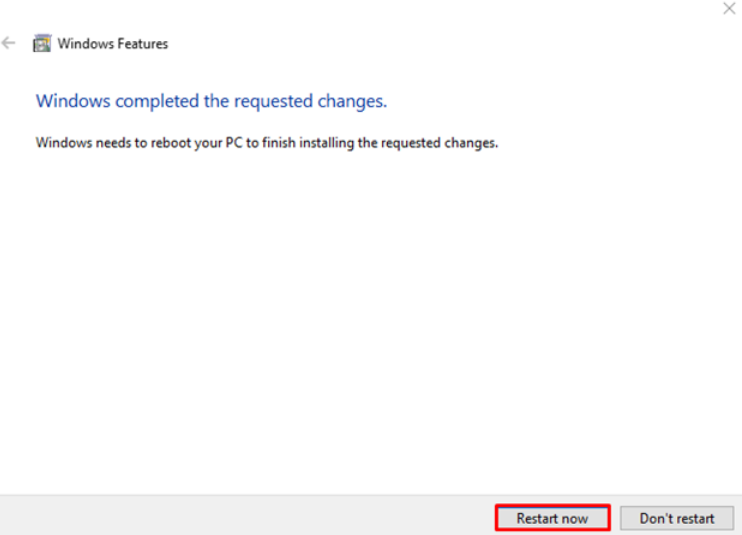 Windows Features
Windows completed the requested changes.
Windows needs to reboot your PC to finish installing the requested changes.
Restart now
Don't restart